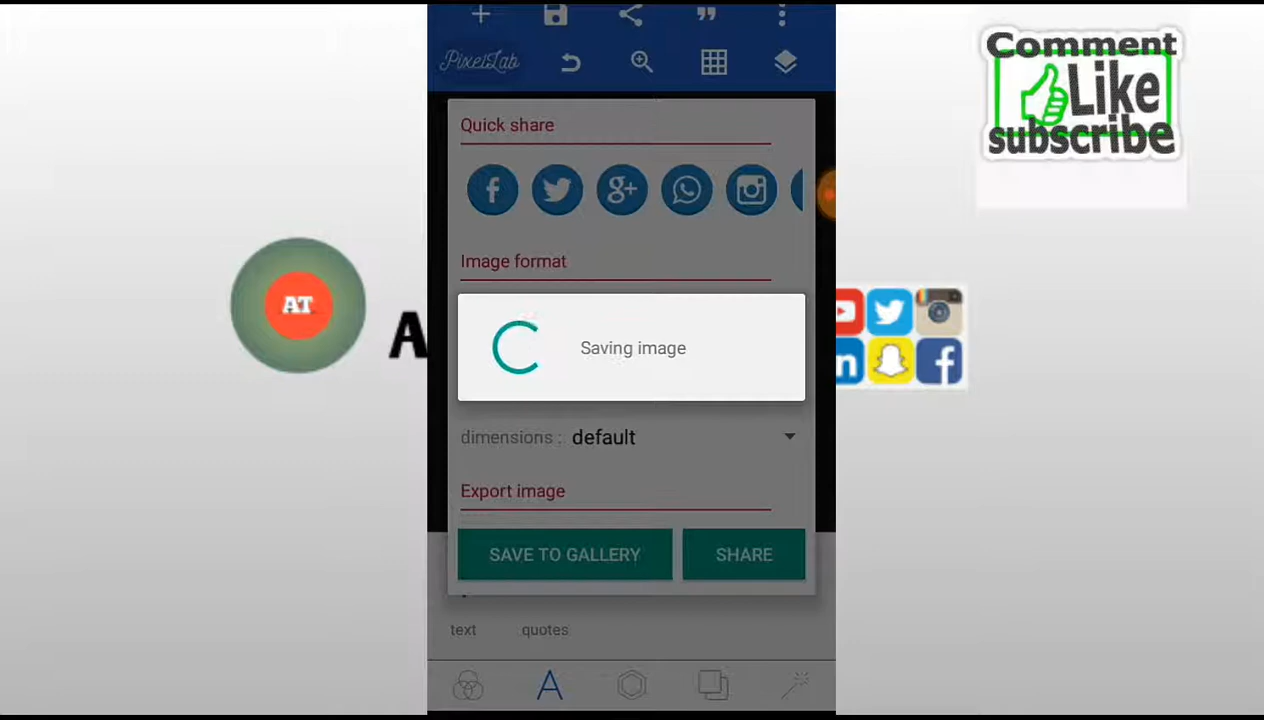 PixelLab
Quick share
Image format
Saving image
dimensions : default
Export image
SAVE TO GALLERY
SHARE
text
quotes
A
AT
A
Comment
Like
subscribe
in